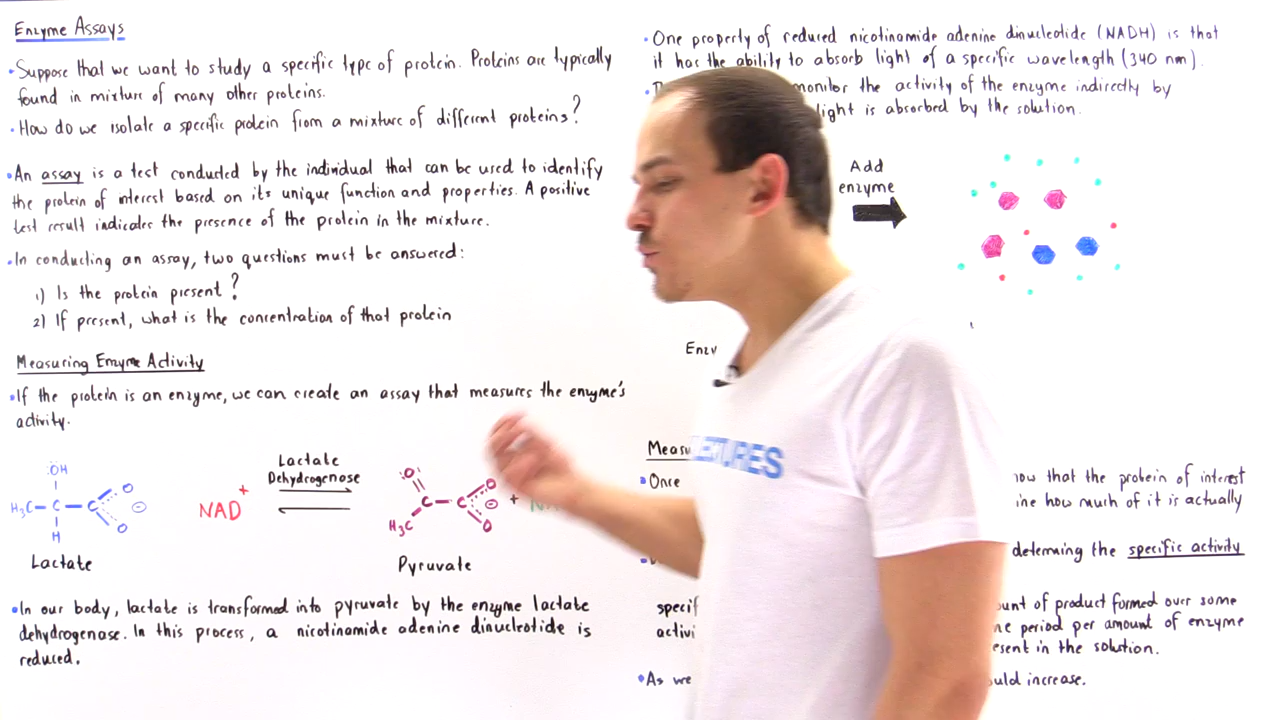 Enzyme Assays
•Suppose that we want to study a specific type of protein. Proteins are typically
found in mixture of many other proteins.
•How do we isolate a specific protein from a mixture of different proteins?
•An assay is a test conducted by the individual that can be used to identify
the protein of interest based on its unique function and properties. A positive
test result indicates the presence of the protein in the mixture.
•In conducting an assay, two questions must be answered:
1) Is the protein present?
2) If present, what is the concentration of that protein
Measuring Enzyme Activity
•If the protein is an enzyme, we can create an assay that measures the enzyme's
activity.
:ÖH
H₃C–C–C
O
O
⊖
H
Lactate
NAD+
Lactate
Dehydrogenase
:O:
C–C
O
O
⊖
H₃C
+
Pyruvate
•In our body, lactate is transformed into pyruvate by the enzyme lactate
dehydrogenase. In this process, a nicotinamide adenine dinucleotide is
reduced.
•One property of reduced nicotinamide adenine dinucleotide (NADH) is that
it has the ability to absorb light of a specific wavelength (340 nm).
monitor the activity of the enzyme indirectly by
light is absorbed by the solution.
Add
enzyme
•Once
that the protein of interest
how much of it is actually
the specific activity
of product formed over some
period per amount of enzyme
in the solution.
•As we
increase.
LECTURES